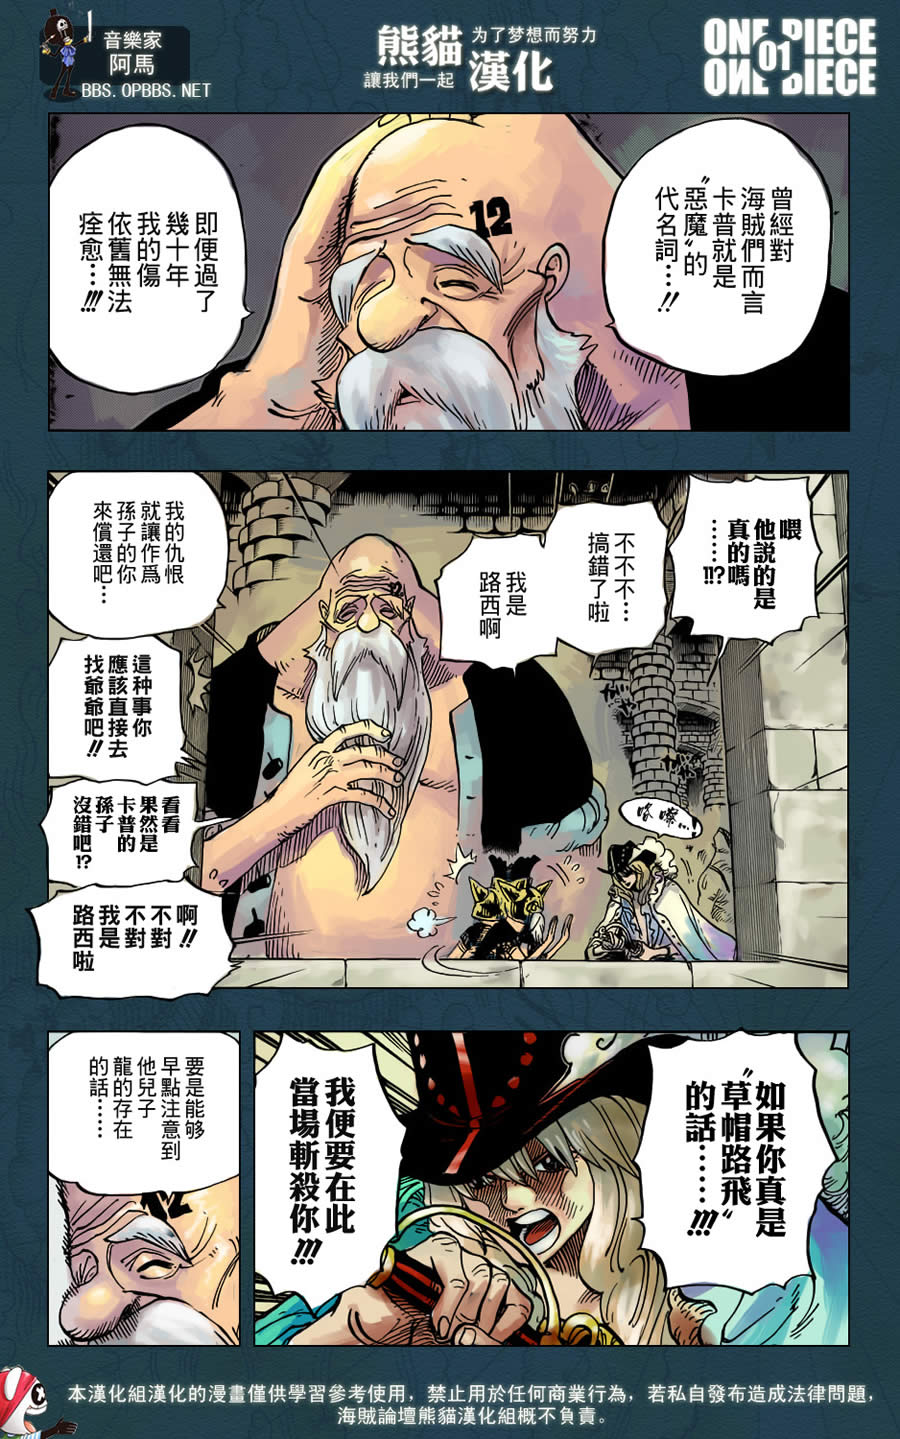 音樂家
阿馬
BBS.OPBBS.NET
熊貓
为了梦想而努力
讓我們一起
漢化
ONE PIECE
01
ONE PIECE
曾經對
海賊們而言
卡普就是
〝惡魔〞的
代名詞…!!
12
即便過了
幾十年
我的傷
依舊無法
痊愈…!!!
喂
他説的是
真的嗎
……!!!?
不不不…
搞錯了啦
我是
路西啊
我的仇恨
就讓作爲
孫子的你
來償還吧…
12
這种事你
應該直接去
找爺爺吧!!
看看
果然是
卡普的
孫子
沒錯吧!?
啊!!
不對
不對
我是
路西啦
咯嚓…
如果你真是
〝草帽路飛〞
的話……!!!
我便要在此
當場斬殺你!!!
要是能够
早點注意到
他兒子
龍的存在
的話……
12
本漢化組漢化的漫畫僅供學習參考使用，禁止用於任何商業行為，若私自發布造成法律問題，
海賊論壇熊貓漢化組概不負責。